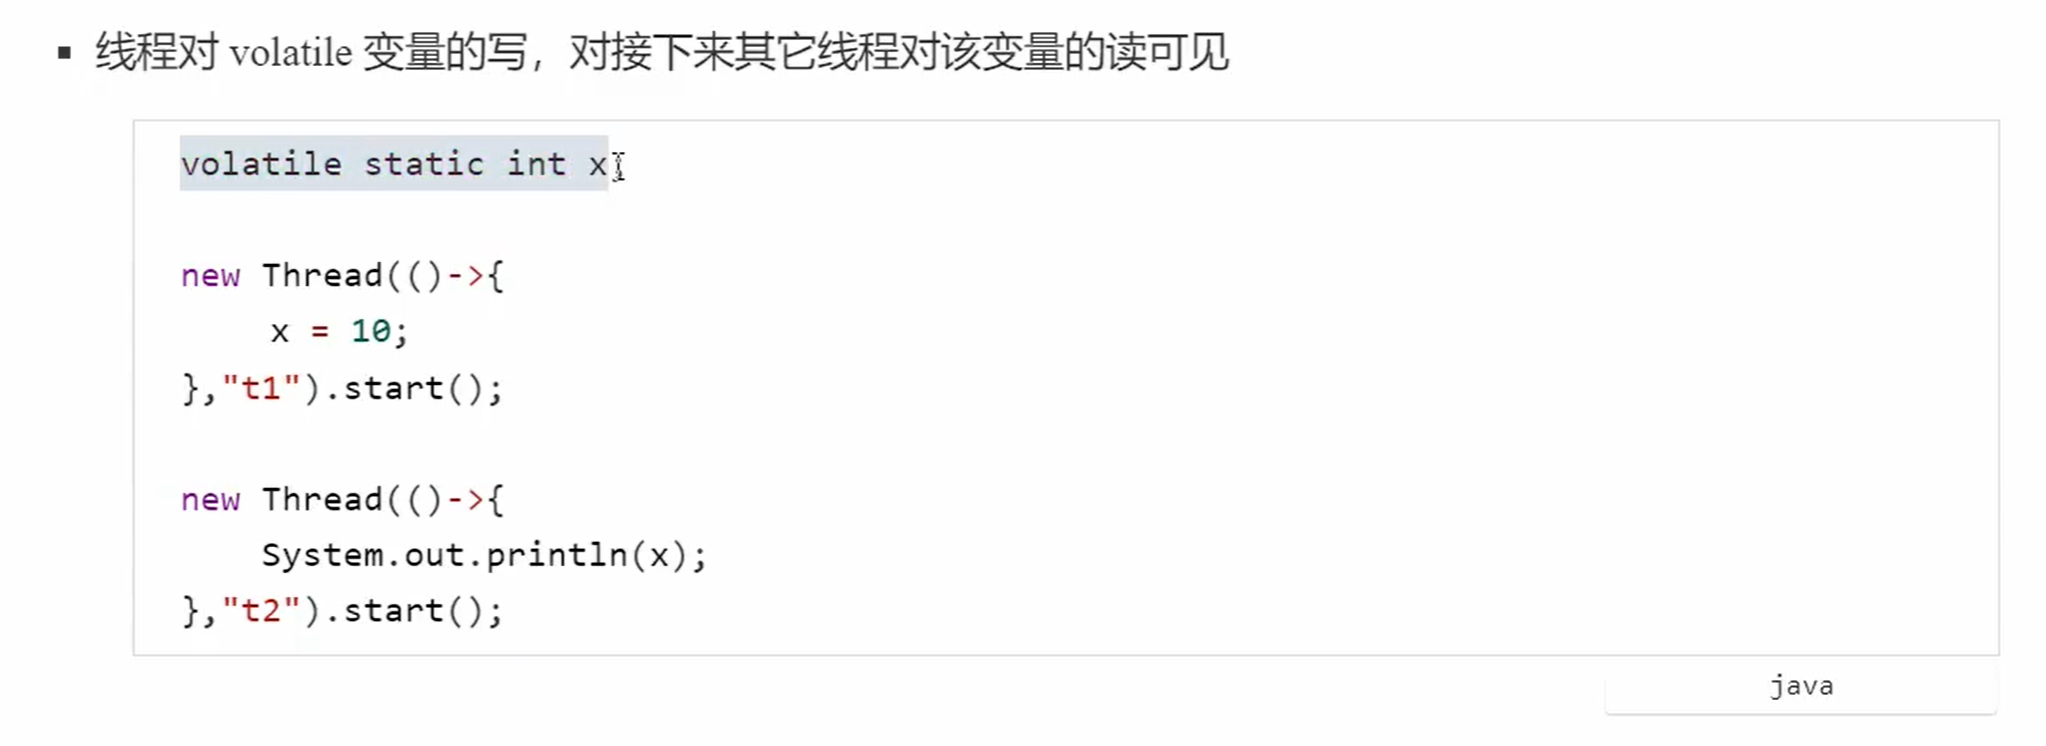 ▪ 线程对 volatile 变量的写，对接下来其它线程对该变量的读可见
volatile static int x
new Thread(()->{
x = 10;
},"t1").start();
new Thread(()->{
System.out.println(x);
},"t2").start();
java